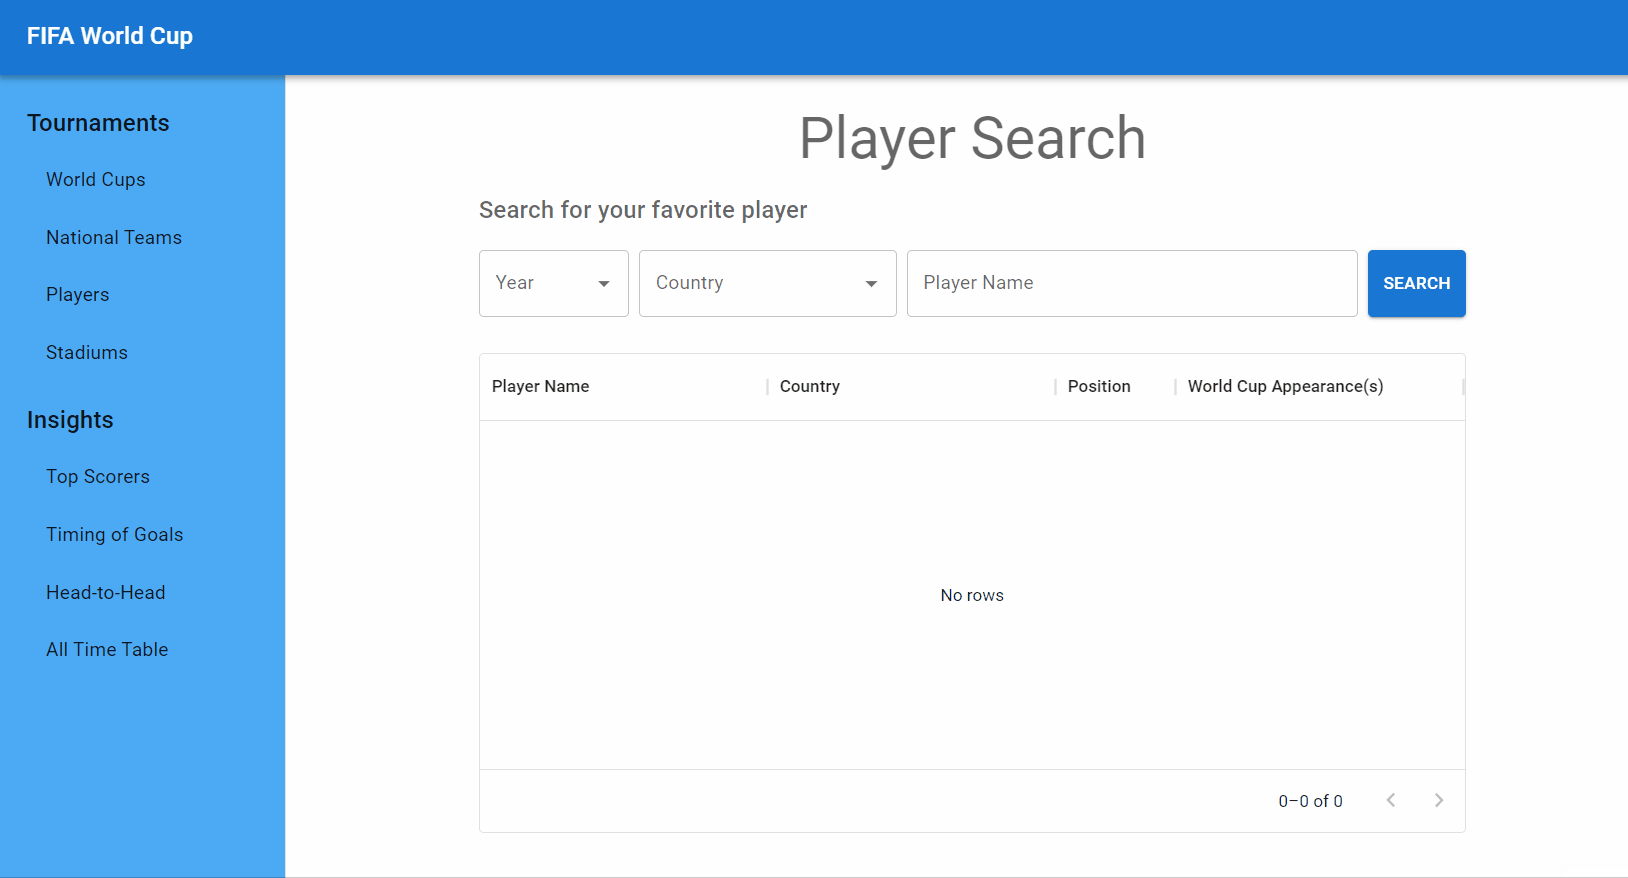 FIFA World Cup
Tournaments
World Cups
National Teams
Players
Stadiums
Insights
Top Scorers
Timing of Goals
Head-to-Head
All Time Table
Player Search
Search for your favorite player
Year Country Player Name SEARCH
Player Name Country Position World Cup Appearance(s)
No rows
0–0 of 0